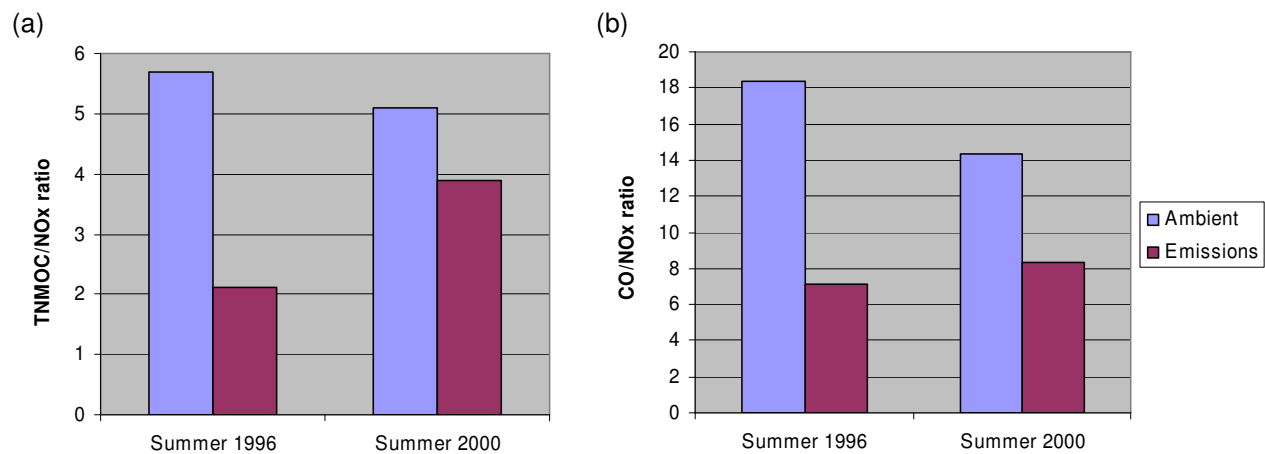 (a)
TNMOC/NOx ratio
6
5
4
3
2
1
0
Summer 1996
Summer 2000
(b)
CO/NOx ratio
20
18
16
14
12
10
8
6
4
2
0
Summer 1996
Summer 2000
Ambient
Emissions